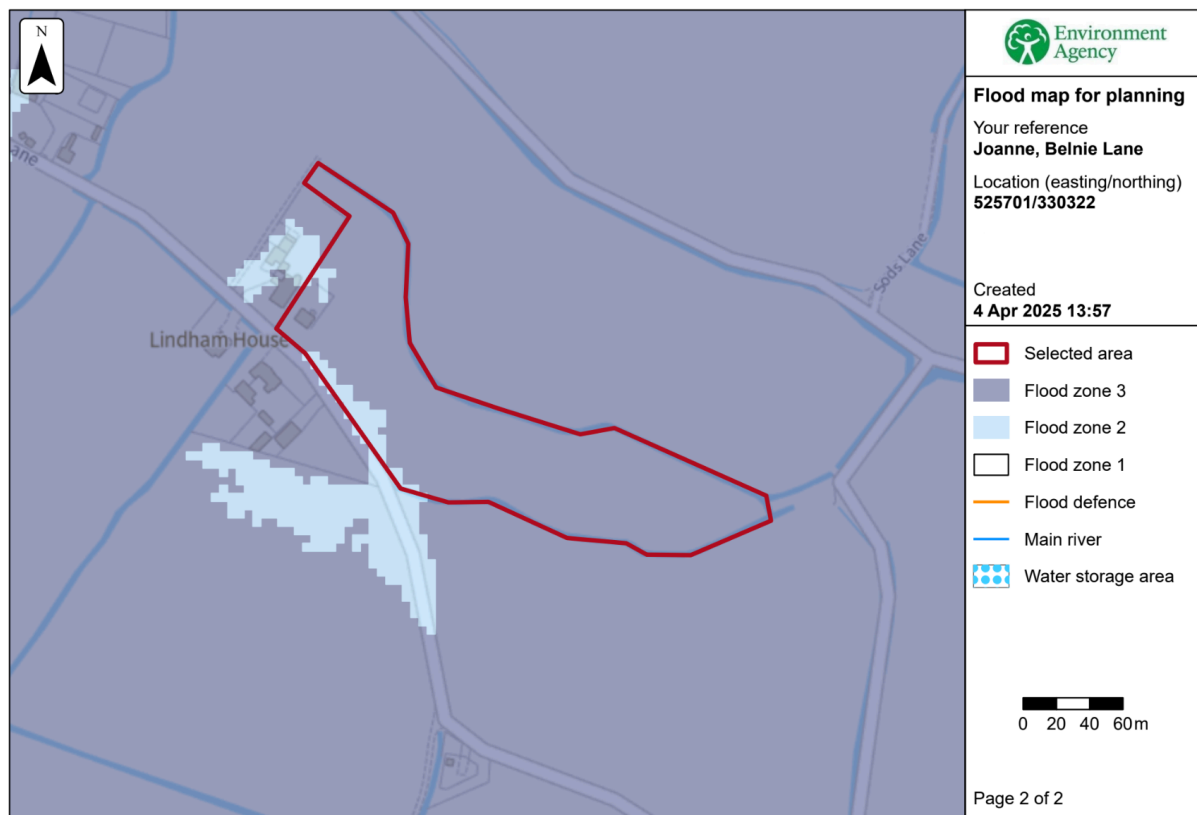 N
ane
Lindham House
Sods Lane
Environment
Agency
Flood map for planning
Your reference
Joanne, Belnie Lane
Location (easting/northing)
525701/330322
Created
4 Apr 2025 13:57
Selected area
Flood zone 3
Flood zone 2
Flood zone 1
Flood defence
Main river
Water storage area
0 20 40 60m
Page 2 of 2